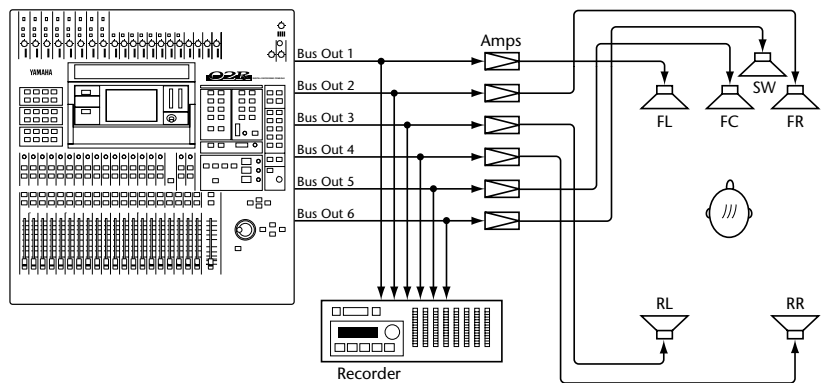 YAMAHA
02R
Bus Out 1
Bus Out 2
Bus Out 3
Bus Out 4
Bus Out 5
Bus Out 6
Amps
SW
FL
FC
FR
RL
RR
Recorder